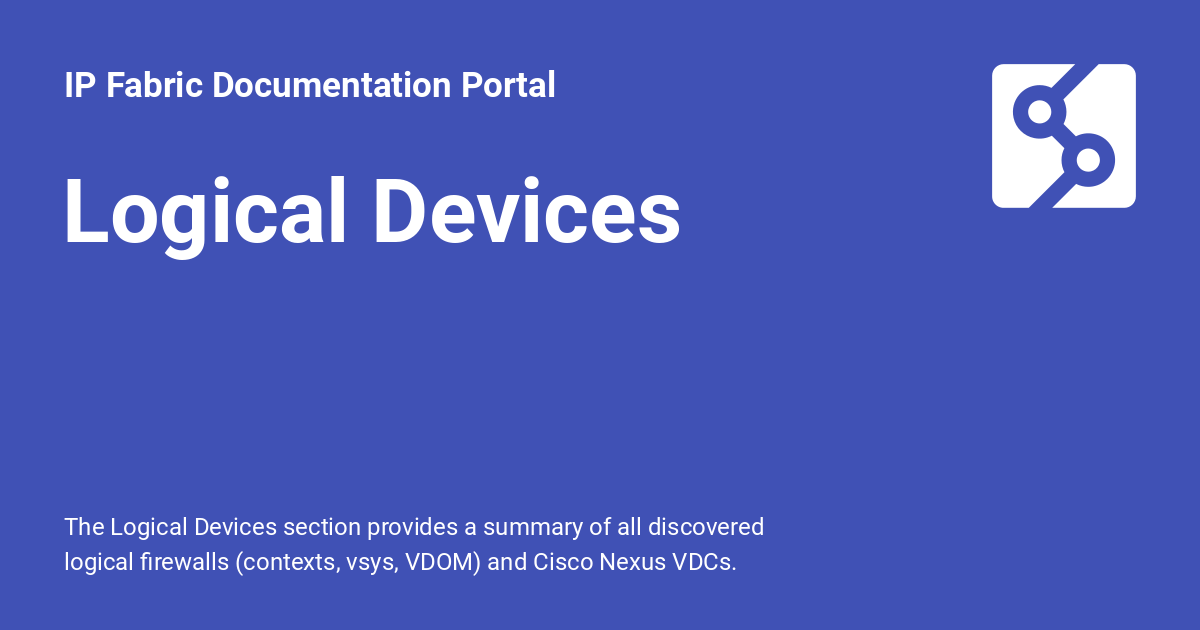 IP Fabric Documentation Portal
Logical Devices
The Logical Devices section provides a summary of all discovered
logical firewalls (contexts, vsys, VDOM) and Cisco Nexus VDCs.